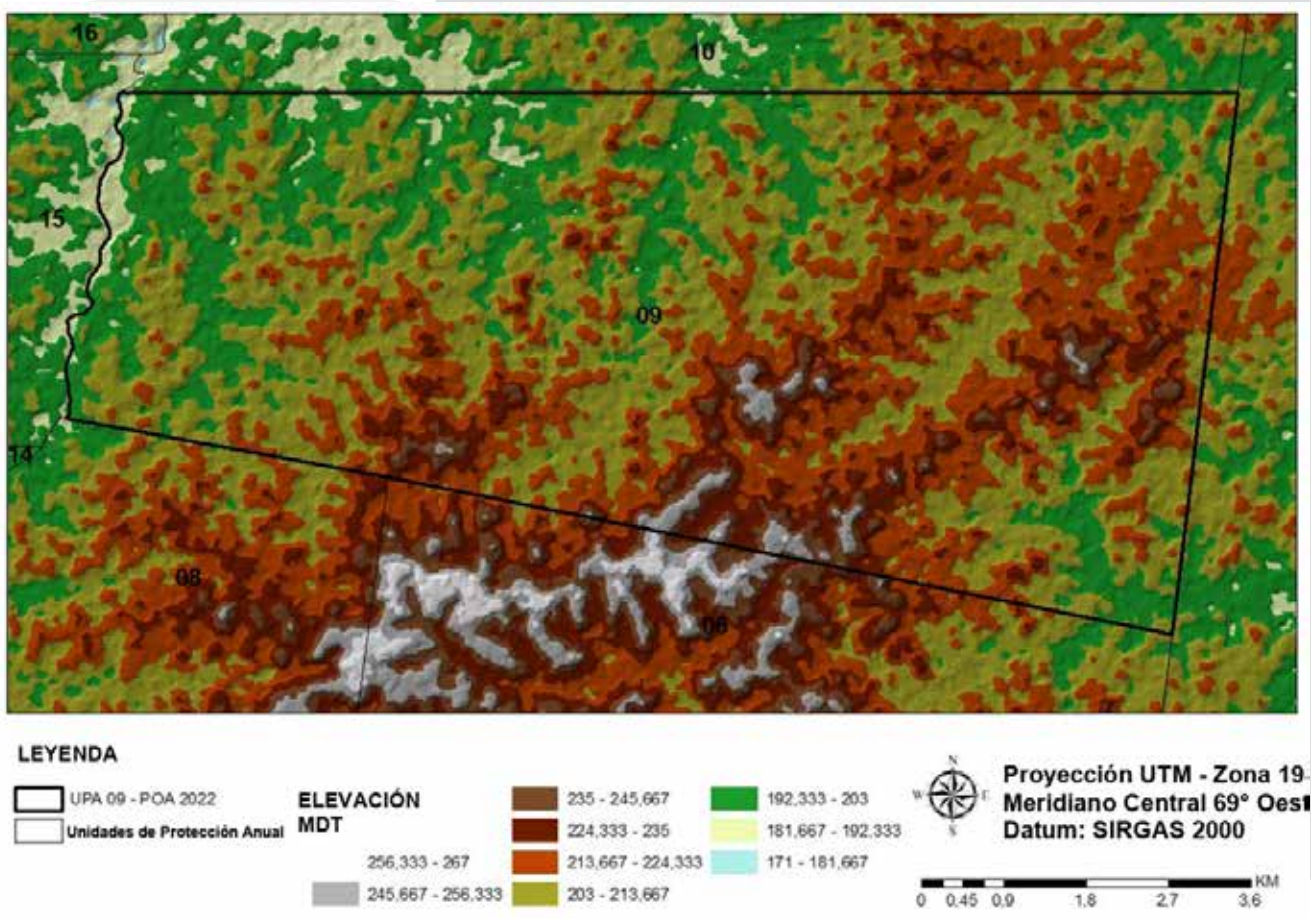 16
10
15
09
14
08
06
LEYENDA
UPA 09 - POA 2022
Unidades de Protección Anual
ELEVACIÓN
MDT
256,333 - 267
245,667 - 256,333
235 - 245,667
224,333 - 235
213,667 - 224,333
203 - 213,667
192,333 - 203
181,667 - 192,333
171 - 181,667
N
W E
S
Proyección UTM - Zona 19
Meridiano Central 69° Oes
Datum: SIRGAS 2000
KM
0 0,45 0,9 1,8 2,7 3,6